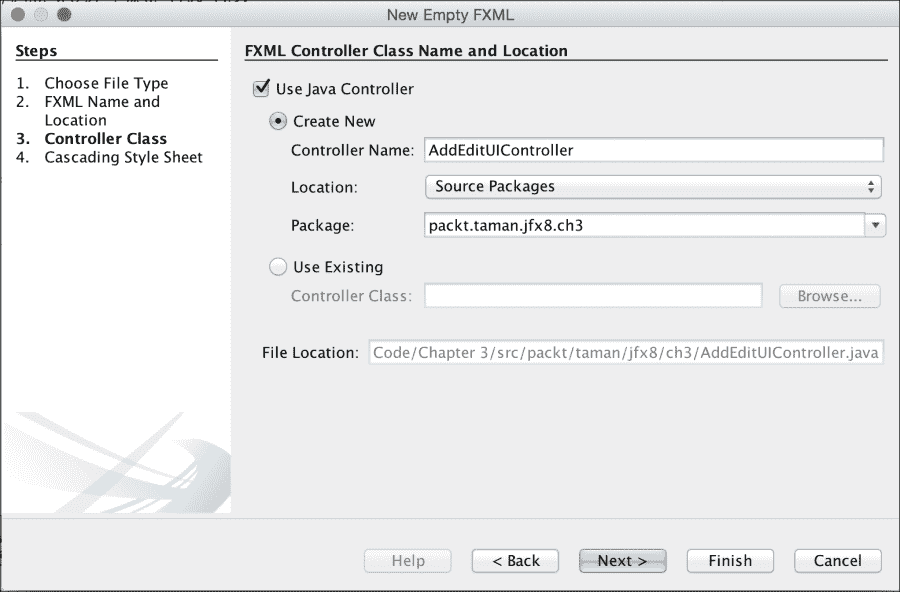 New Empty FXML
Steps
1. Choose File Type
2. FXML Name and
Location
3. Controller Class
4. Cascading Style Sheet
FXML Controller Class Name and Location
Use Java Controller
Create New
Controller Name: AddEditUIController
Location: Source Packages
Package: packt.taman.jfx8.ch3
Use Existing
Controller Class:
Browse...
File Location: Code/Chapter 3/src/packt/taman/jfx8/ch3/AddEditUIController.java
Help < Back Next > Finish Cancel